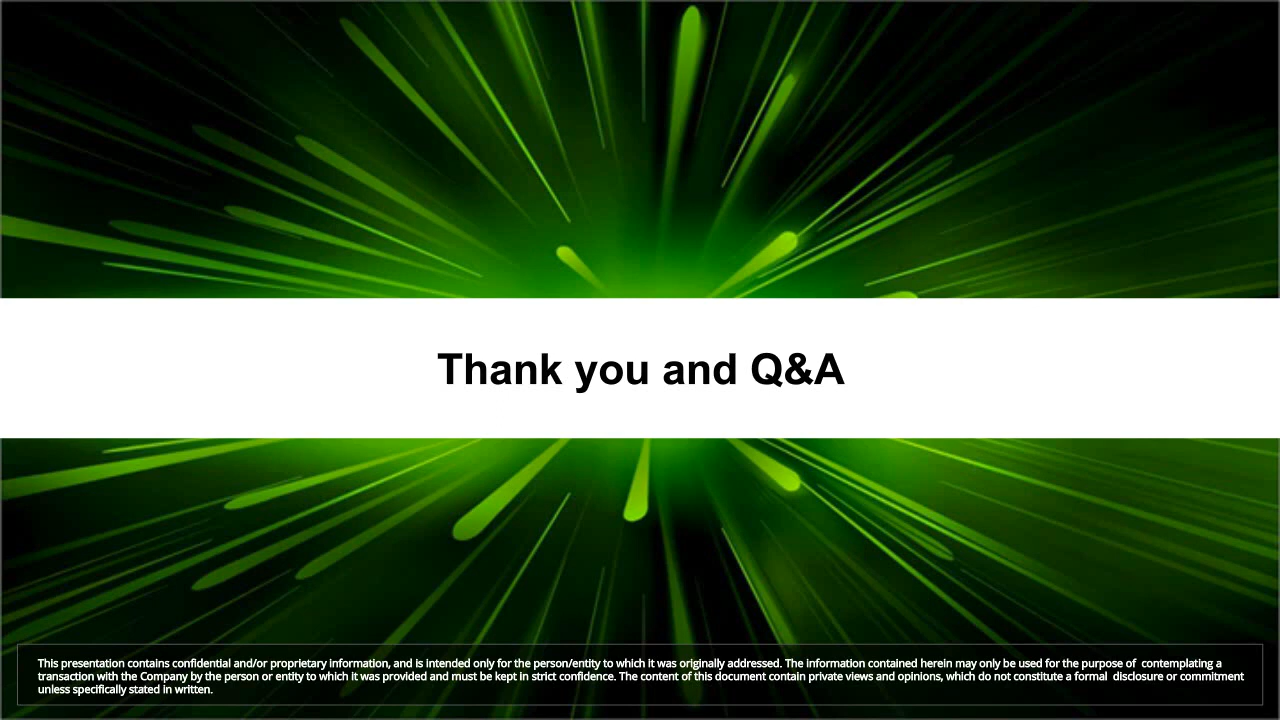 Thank you and Q&A
This presentation contains confidential and/or proprietary information, and is intended only for the person/entity to which it was originally addressed. The information contained herein may only be used for the purpose of  contemplating a
transaction with the Company by the person or entity to which it was provided and must be kept in strict confidence. The content of this document contain private views and opinions, which do not constitute a formal  disclosure or commitment
unless specifically stated in written.